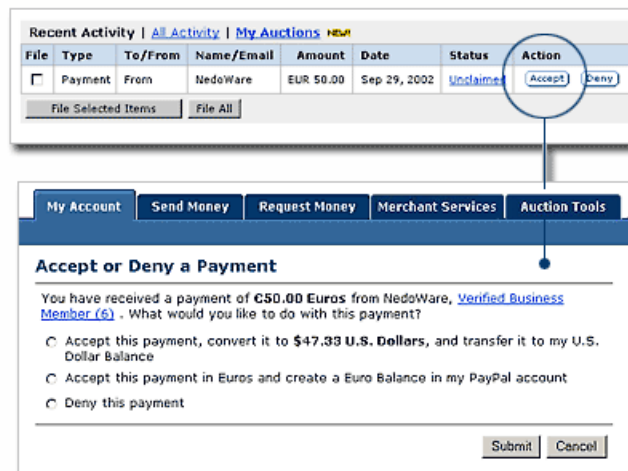 Recent Activity | All Activity | My Auctions NEW!
File Type To/From Name/Email Amount Date Status Action
Payment From NedoWare EUR 50.00 Sep 29, 2002 Unclaimed Accept Deny
File Selected Items File All
My Account Send Money Request Money Merchant Services Auction Tools
Accept or Deny a Payment
You have received a payment of €50.00 Euros from NedoWare, Verified Business
Member (6) . What would you like to do with this payment?
Accept this payment, convert it to $47.33 U.S. Dollars, and transfer it to my U.S.
Dollar Balance
Accept this payment in Euros and create a Euro Balance in my PayPal account
Deny this payment
Submit Cancel